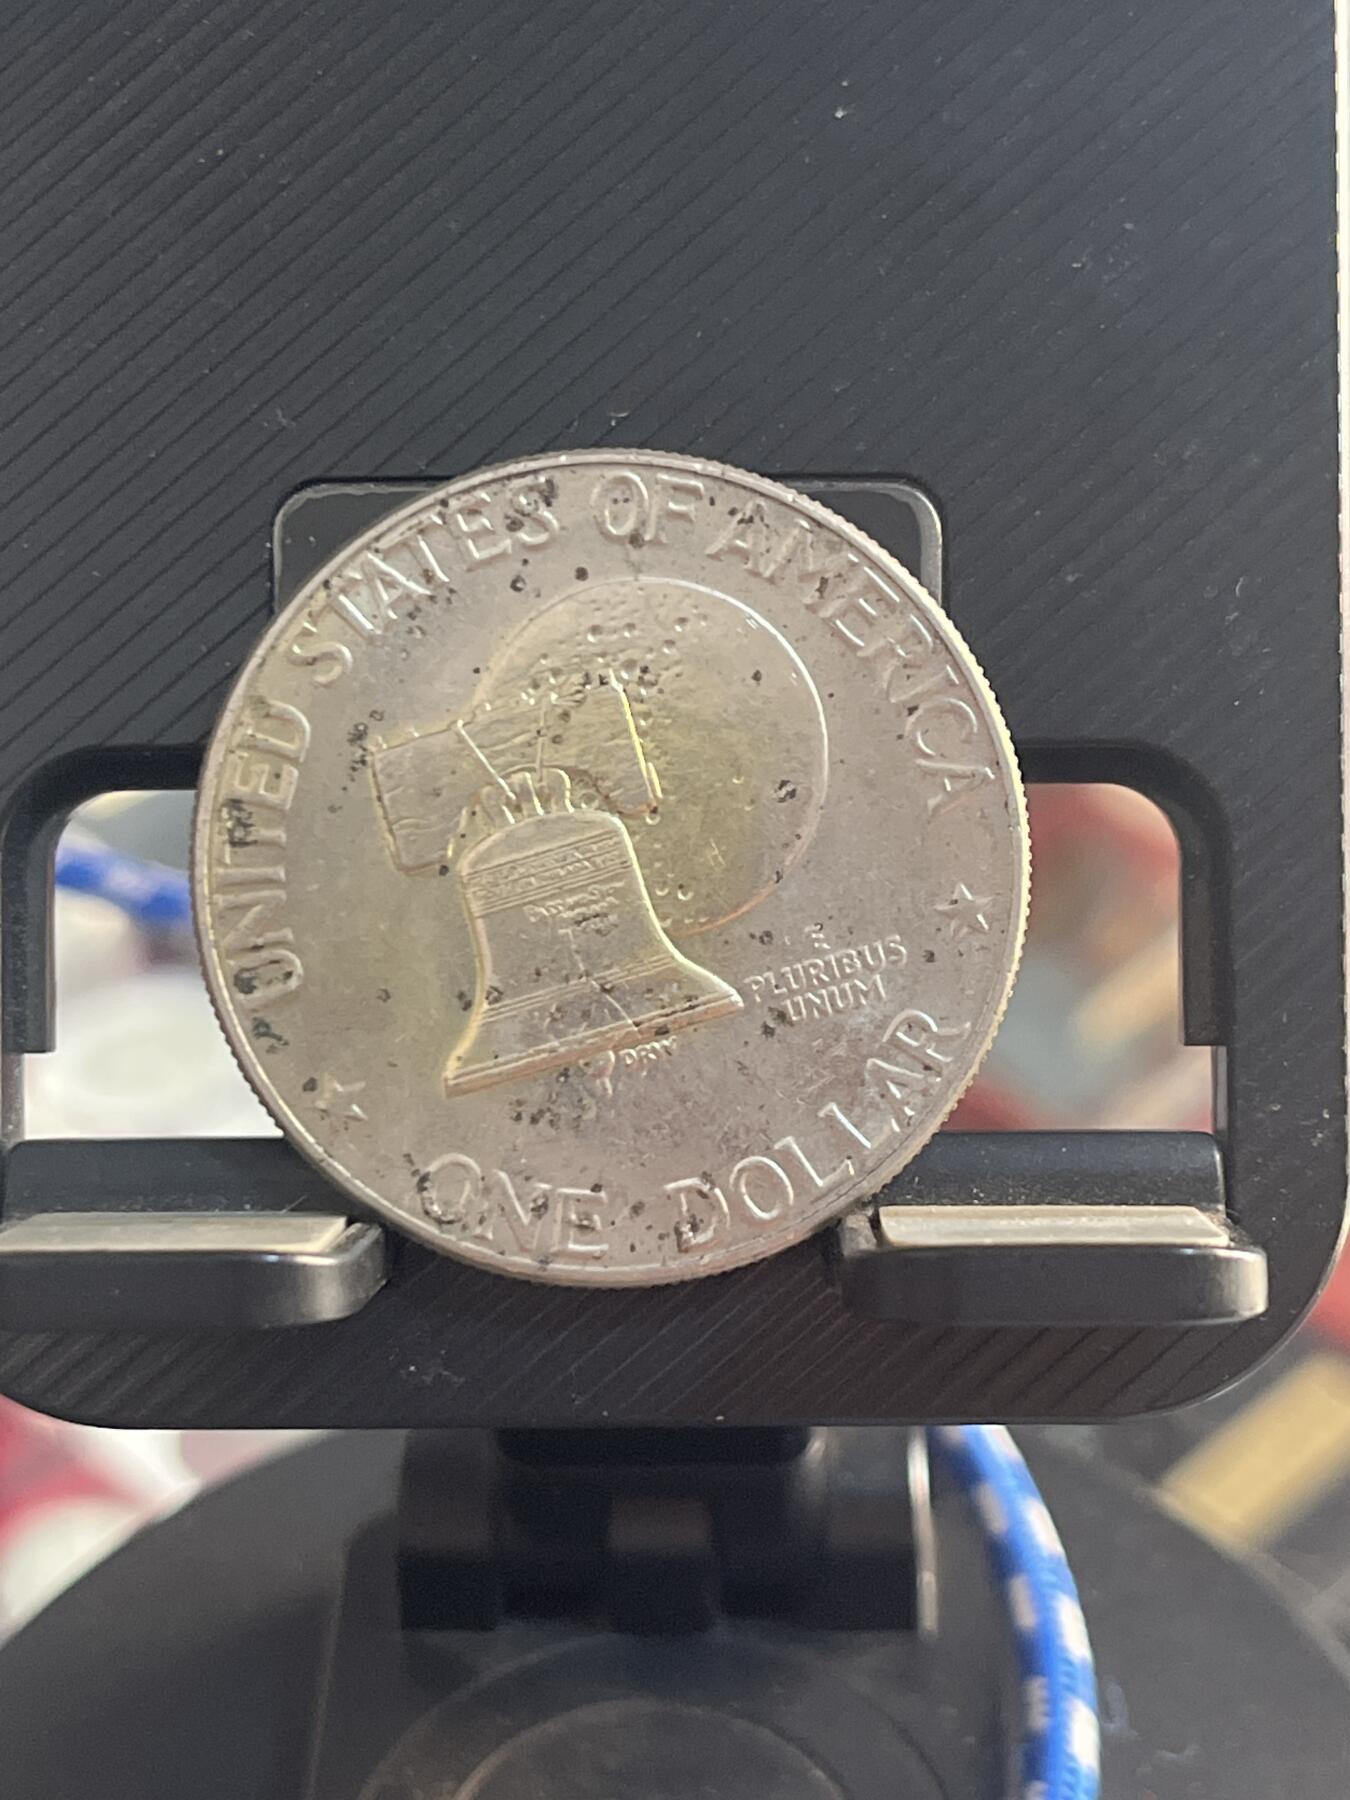 UNITED STATES OF AMERICA
E
PLURIBUS
UNUM
DRW
ONE DOLLAR